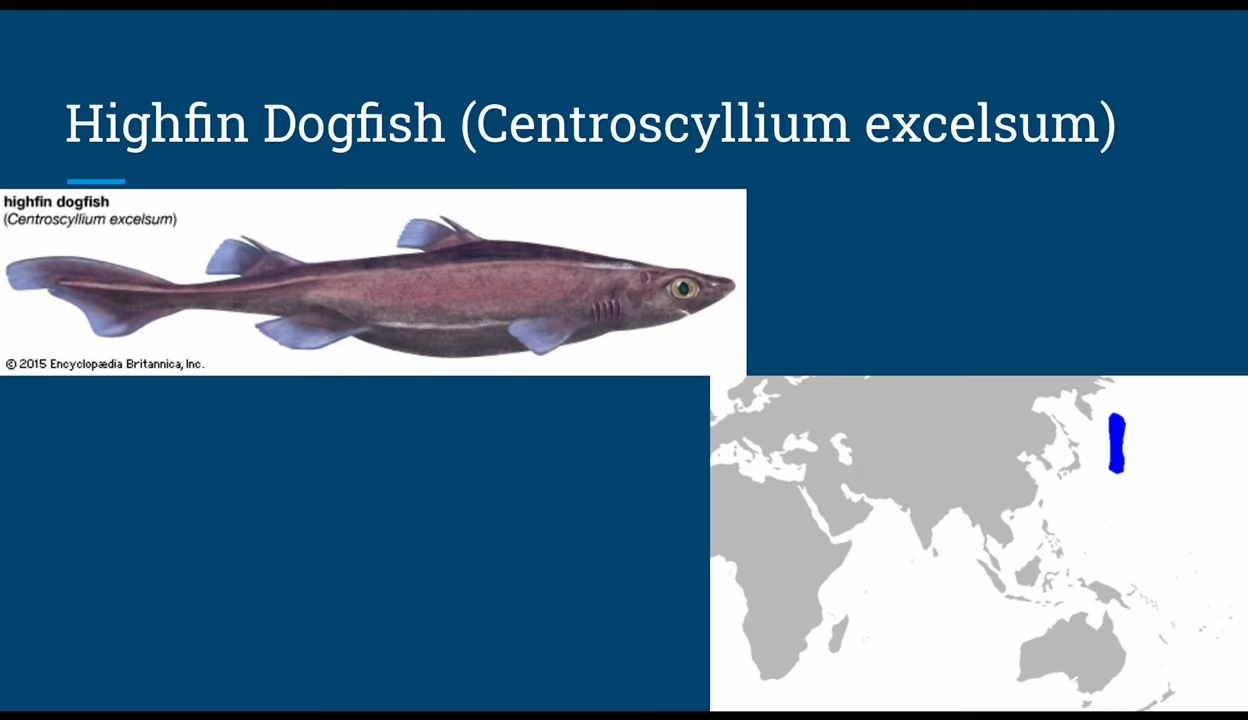 Highfin Dogfish (Centroscyllium excelsum)
highfin dogfish
(Centroscyllium excelsum)
© 2015 Encyclopædia Britannica, Inc.